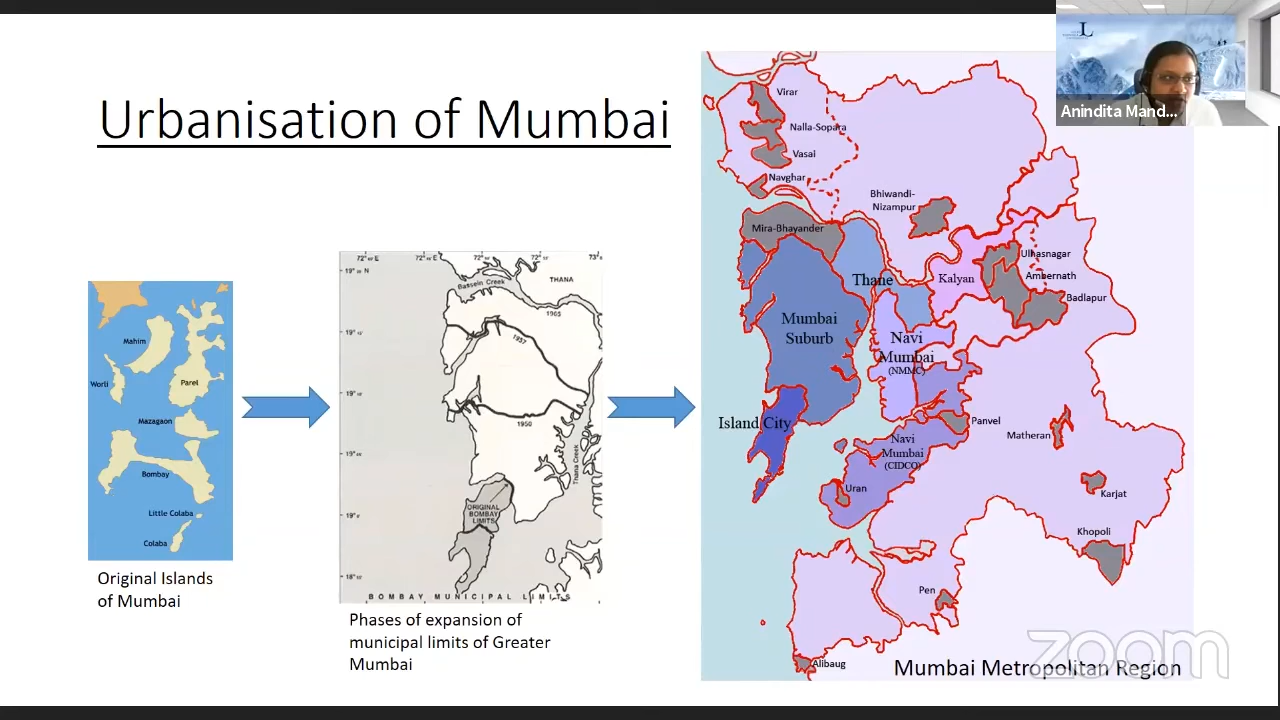 Urbanisation of Mumbai
Anindita Mand...
Mahim
Worli
Parel
Mazagaon
Bombay
Little Colaba
Colaba
Original Islands
of Mumbai
Bassein Creek
THANA
1965
1957
1950
Thana Creek
ORIGINAL
BOMBAY
LIMITS
BOMBAY MUNICIPAL LIMITS
Phases of expansion of
municipal limits of Greater
Mumbai
Virar
Nalla-Sopara
Vasai
Navghar
Bhiwandi-
Nizampur
Mira-Bhayander
Ulhasnagar
Thane
Kalyan
Ambernath
Badlapur
Mumbai
Suburb
Navi
Mumbai
(NMMC)
Island City
Panvel
Matheran
Navi
Mumbai
(CIDCO)
Uran
Karjat
Khopoli
Pen
Alibaug
Mumbai Metropolitan Region
zoom